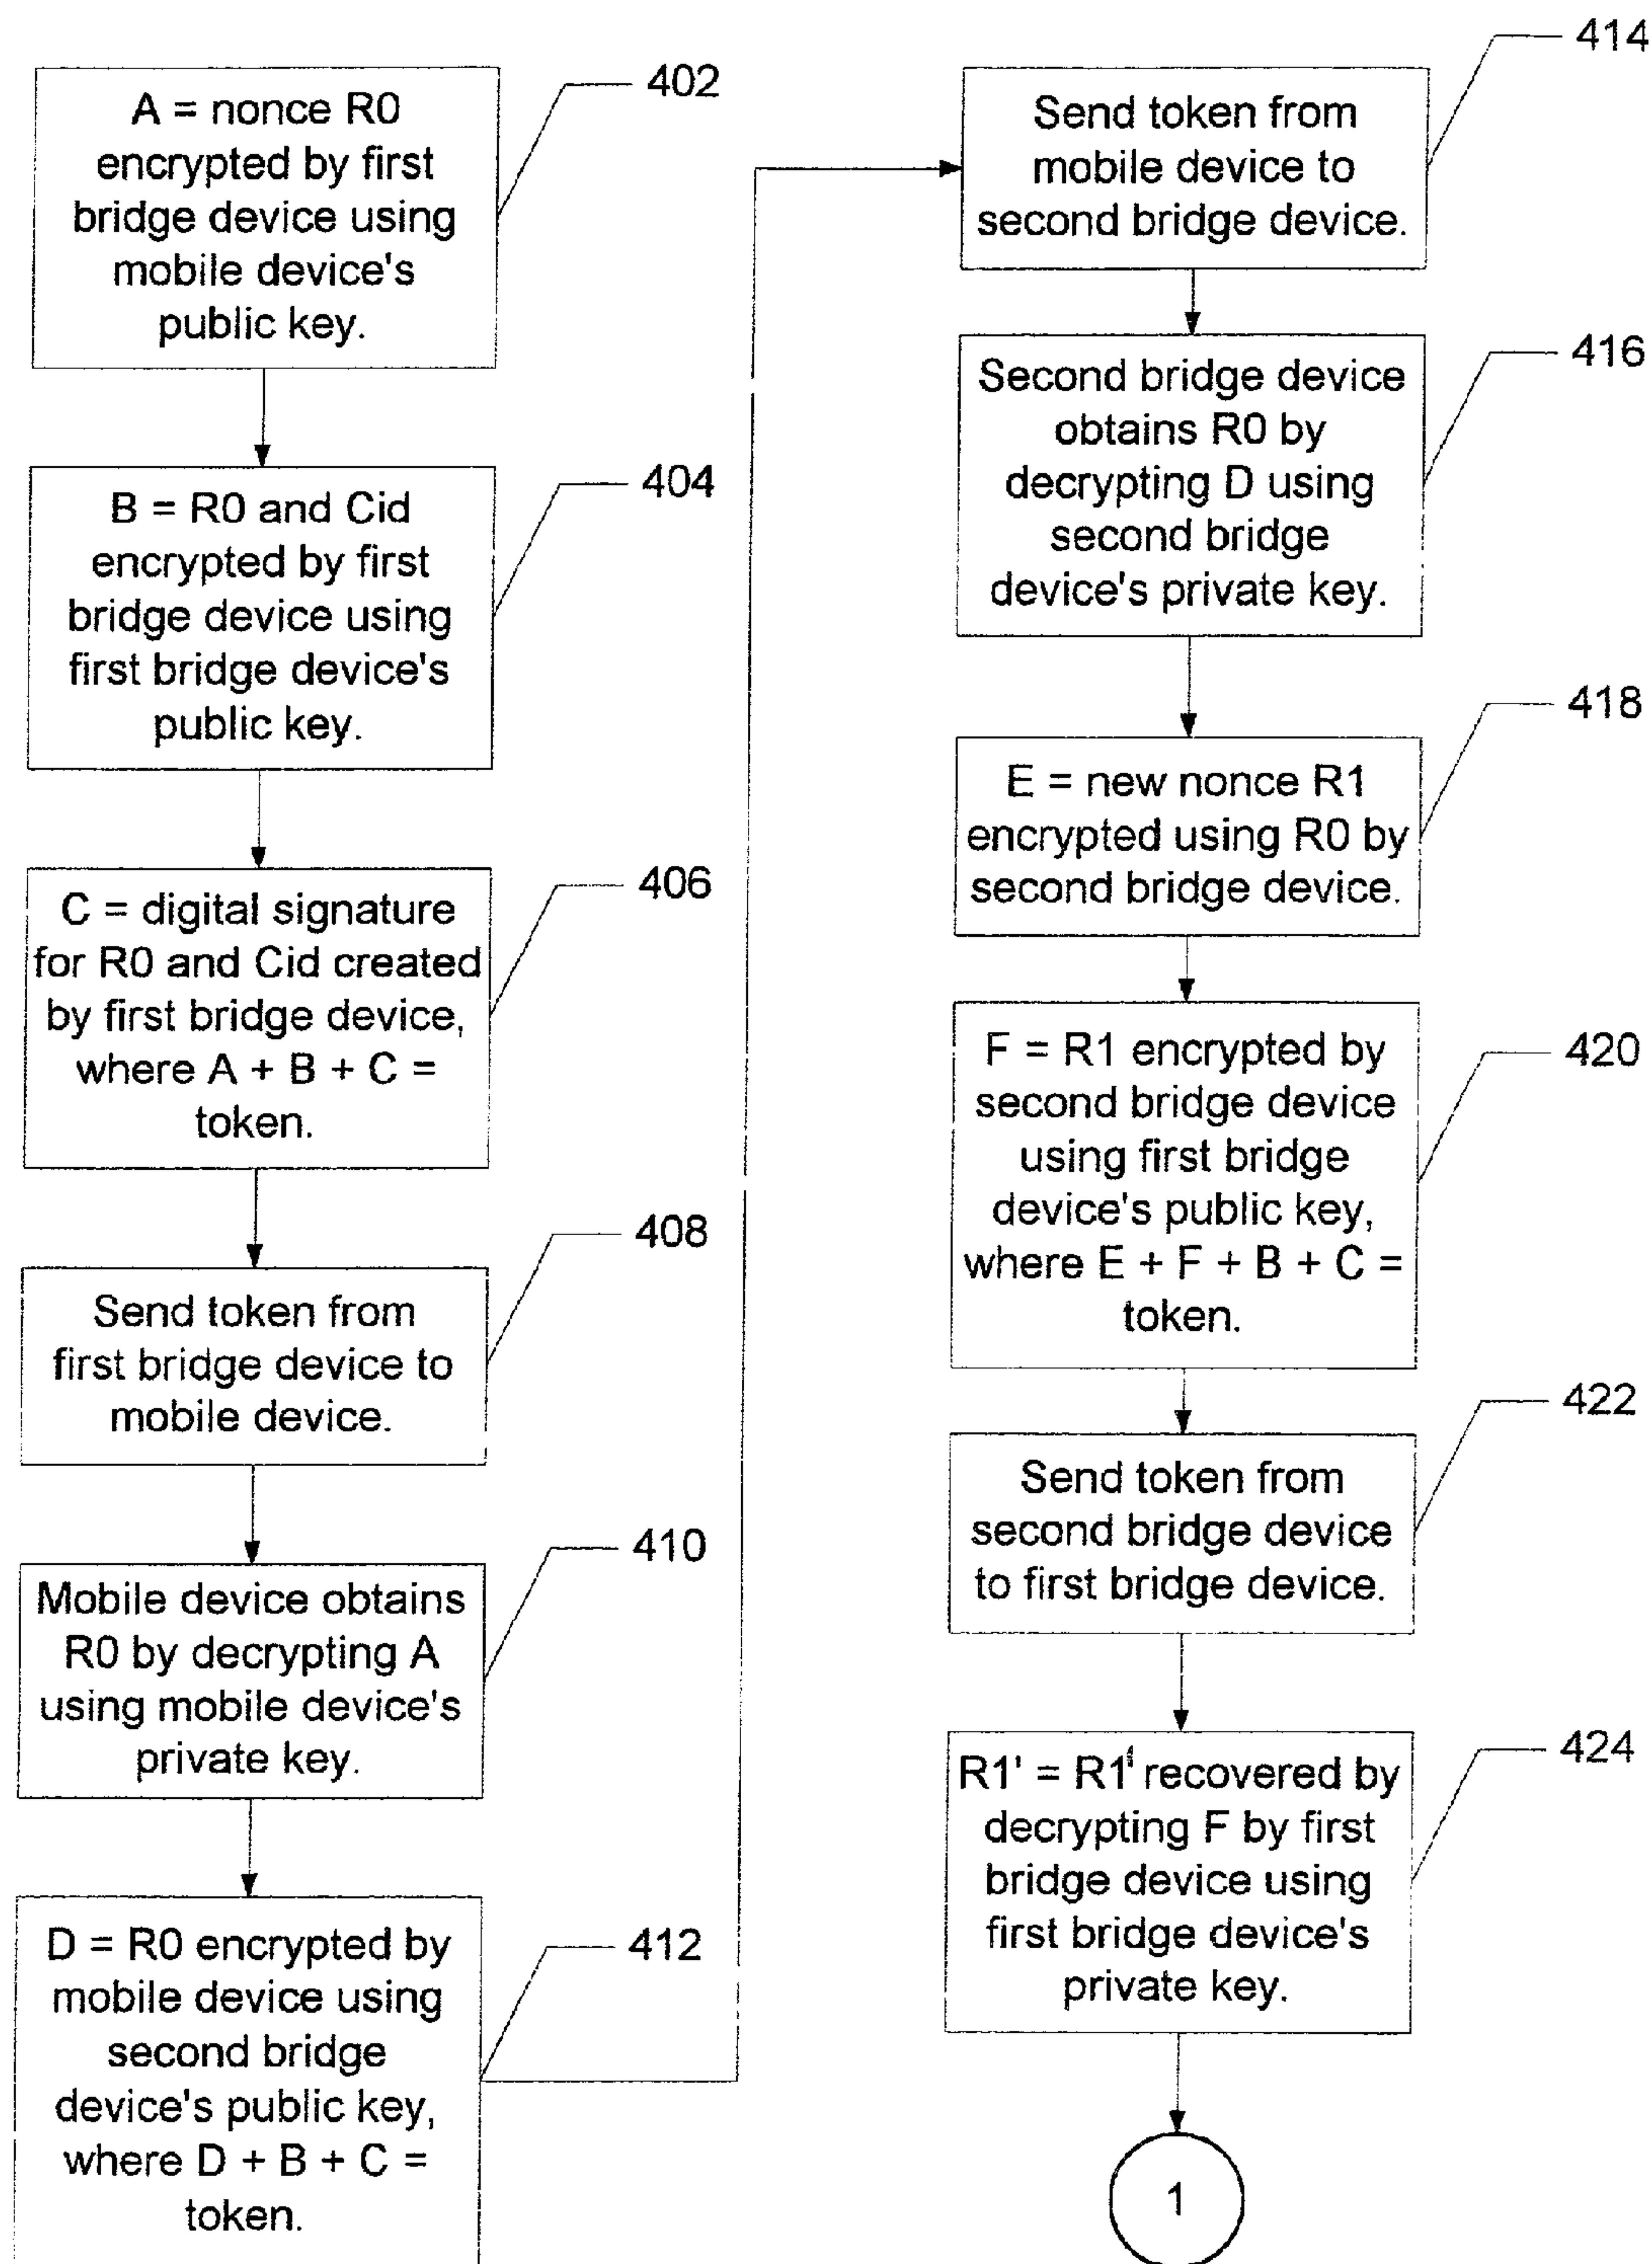 A = nonce R0
encrypted by first
bridge device using
mobile device's
public key.
402
B = R0 and Cid
encrypted by first
bridge device using
first bridge device's
public key.
404
C = digital signature
for R0 and Cid created
by first bridge device,
where A + B + C =
token.
406
Send token from
first bridge device to
mobile device.
408
Mobile device obtains
R0 by decrypting A
using mobile device's
private key.
410
D = R0 encrypted by
mobile device using
second bridge
device's public key,
where D + B + C =
token.
412
Send token from
mobile device to
second bridge device.
414
Second bridge device
obtains R0 by
decrypting D using
second bridge
device's private key.
416
E = new nonce R1
encrypted using R0 by
second bridge device.
418
F = R1 encrypted by
second bridge device
using first bridge
device's public key,
where E + F + B + C =
token.
420
Send token from
second bridge device
to first bridge device.
422
R1' = R1' recovered by
decrypting F by first
bridge device using
first bridge device's
private key.
424
1